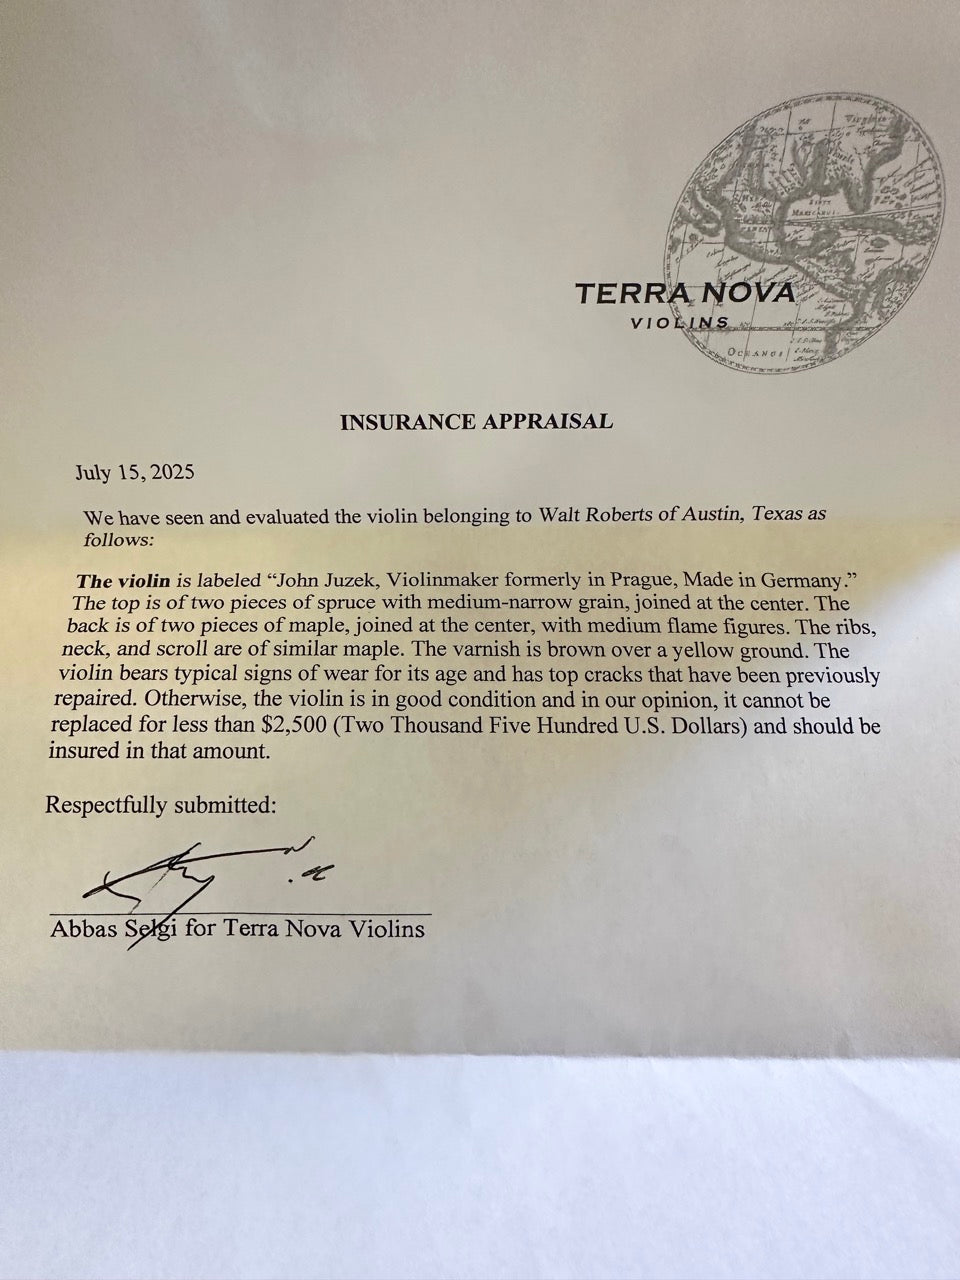 Virginia
TERRA NOVA
VIOLINS
OCEANUS
INSURANCE APPRAISAL
July 15, 2025
We have seen and evaluated the violin belonging to Walt Roberts of Austin, Texas as
follows:
The violin is labeled “John Juzek, Violinmaker formerly in Prague, Made in Germany.”
The top is of two pieces of spruce with medium-narrow grain, joined at the center. The
back is of two pieces of maple, joined at the center, with medium flame figures. The ribs,
neck, and scroll are of similar maple. The varnish is brown over a yellow ground. The
violin bears typical signs of wear for its age and has top cracks that have been previously
repaired. Otherwise, the violin is in good condition and in our opinion, it cannot be
replaced for less than $2,500 (Two Thousand Five Hundred U.S. Dollars) and should be
insured in that amount.
Respectfully submitted:
Abbas Selgi for Terra Nova Violins